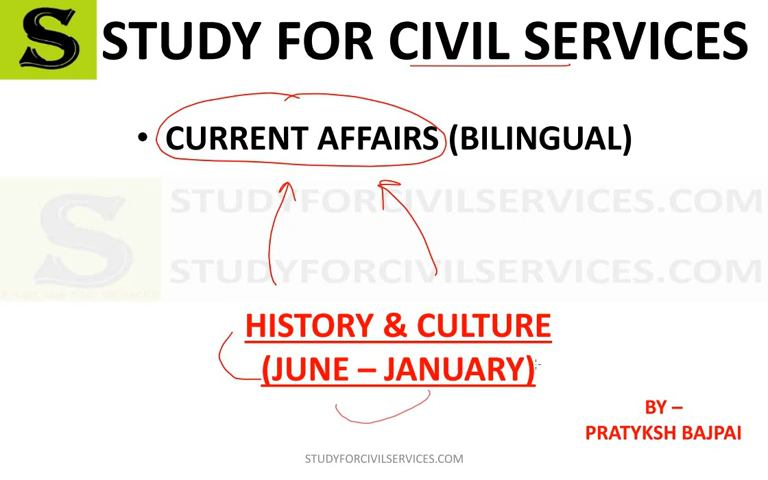 S STUDY FOR CIVIL SERVICES
• CURRENT AFFAIRS (BILINGUAL)
STUDYFORCIVILSERVICES.COM
S
STUDYFORCIVILSERVICES.COM
HISTORY & CULTURE
(JUNE – JANUARY)
BY –
PRATYKSH BAJPAI
STUDYFORCIVILSERVICES.COM